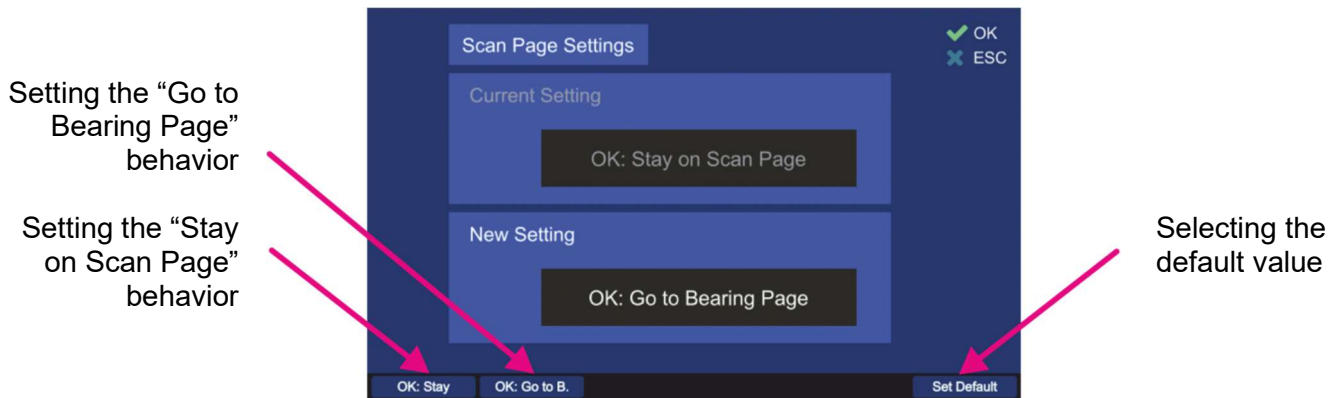 Setting the “Go to
Bearing Page”
behavior
Setting the “Stay
on Scan Page”
behavior
Scan Page Settings
OK
ESC
Current Setting
OK: Stay on Scan Page
New Setting
OK: Go to Bearing Page
OK: Stay
OK: Go to B.
Set Default
Selecting the
default value